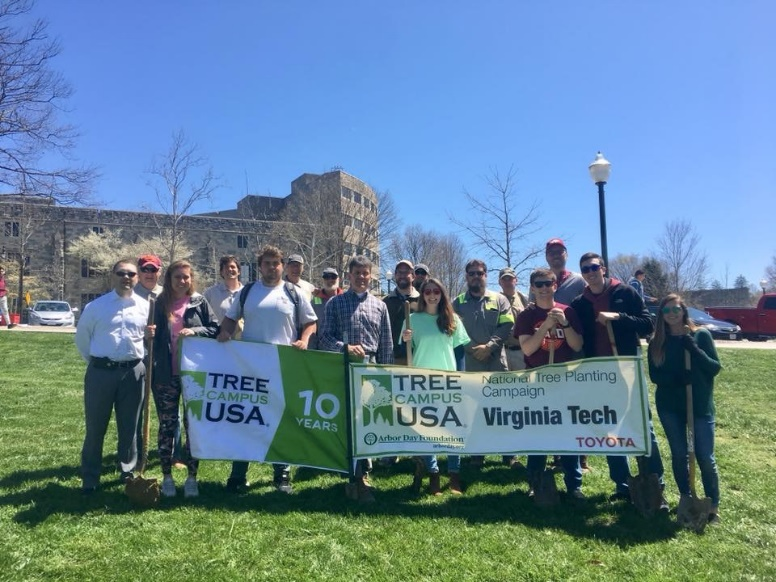 TREE
CAMPUS
USA
10
YEARS
TREE
CAMPUS
USA
Arbor Day Foundation
National Tree Planting
Campaign
Virginia Tech
TOYOTA